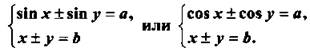 {sin x ± sin y = a, или {cos x ± cos y = a,
x ± y = b x ± y = b.